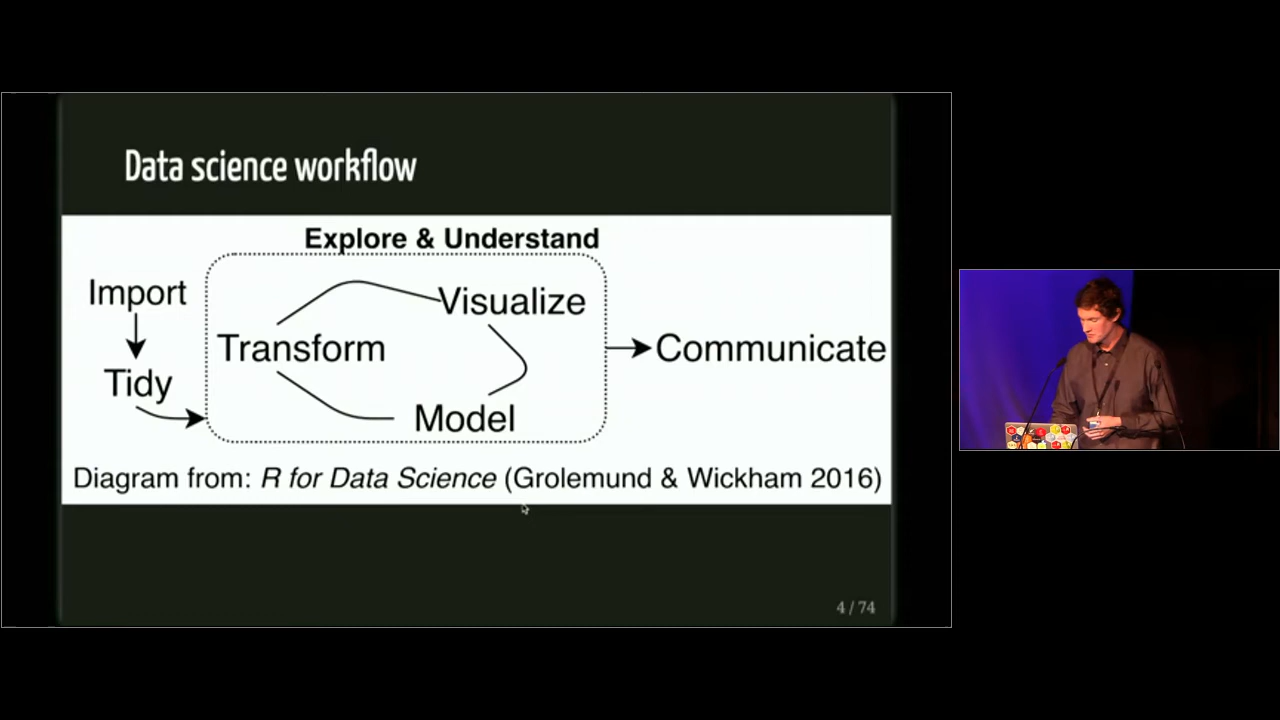 Data science workflow
Explore & Understand
Import
Visualize
Transform
Communicate
Tidy
Model
Diagram from: R for Data Science (Grolemund & Wickham 2016)
4 / 74